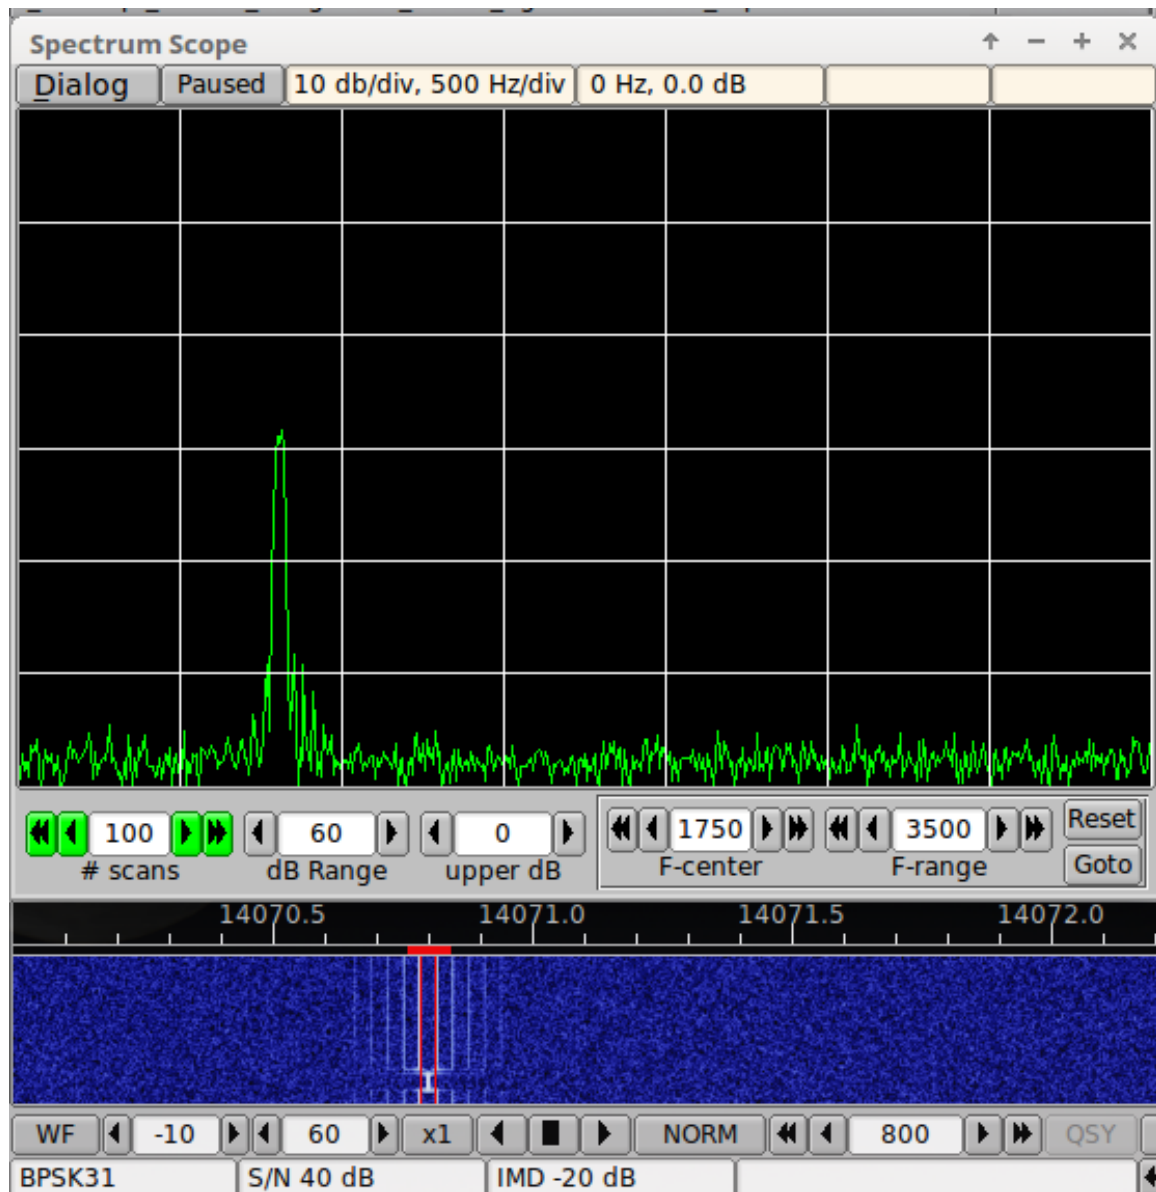 Spectrum Scope
Dialog Paused 10 db/div, 500 Hz/div 0 Hz, 0.0 dB
100 60 0 1750 3500 Reset
# scans dB Range upper dB F-center F-range Goto
14070.5 14071.0 14071.5 14072.0
WF -10 60 x1 NORM 800 QSY
BPSK31 S/N 40 dB IMD -20 dB